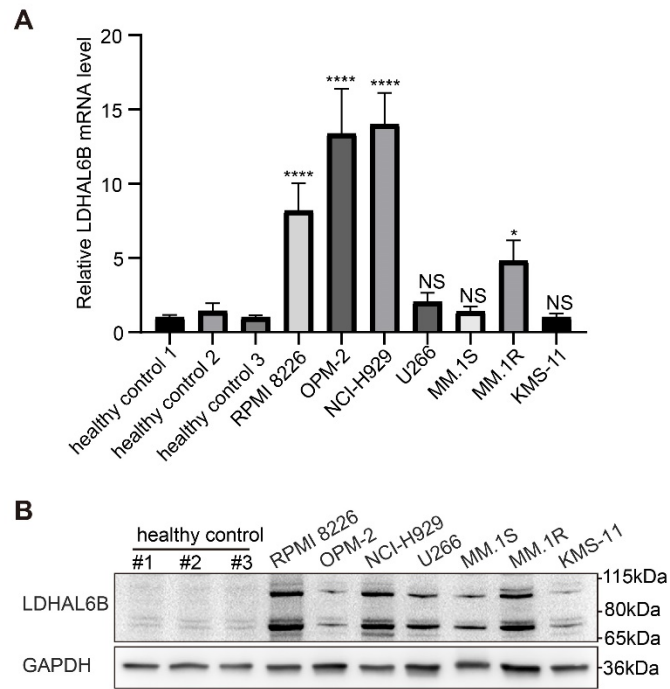 A
Relative LDHAL6B mRNA level
20
15
10
5
0
****
****
****
NS
NS
*
NS
healthy control 1
healthy control 2
healthy control 3
RPMI 8226
OPM-2
NCI-H929
U266
MM.1S
MM.1R
KMS-11
B
healthy control
#1 #2 #3 RPMI 8226 OPM-2 NCI-H929 U266 MM.1S MM.1R KMS-11
LDHAL6B
115kDa
80kDa
65kDa
GAPDH
36kDa